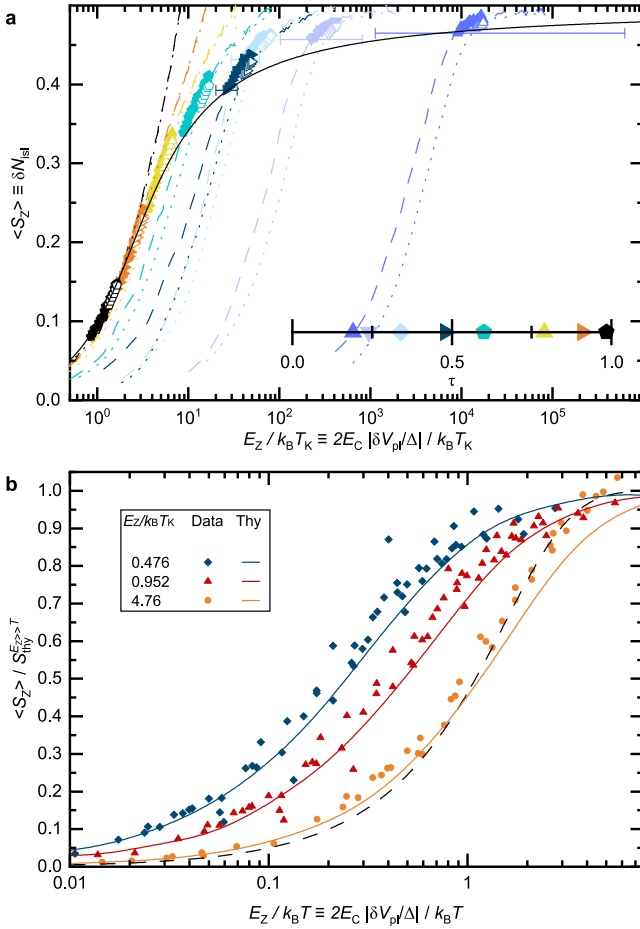 a
0.4
0.3
0.2
0.1
0.0
<S_Z> ≡ δN_isl
0.0 0.5 1.0
τ
10^0 10^1 10^2 10^3 10^4 10^5
E_Z / k_BT_K ≡ 2E_C |δV_pl/Δ| / k_BT_K
b
1.0
0.9
0.8
0.7
0.6
0.5
0.4
0.3
0.2
0.1
0.0
<S_Z> / S_thy^{E_Z>>T}
E_Z/k_BT_K Data Thy
0.476
0.952
4.76
0.01 0.1 1
E_Z / k_BT ≡ 2E_C |δV_pl/Δ| / k_BT